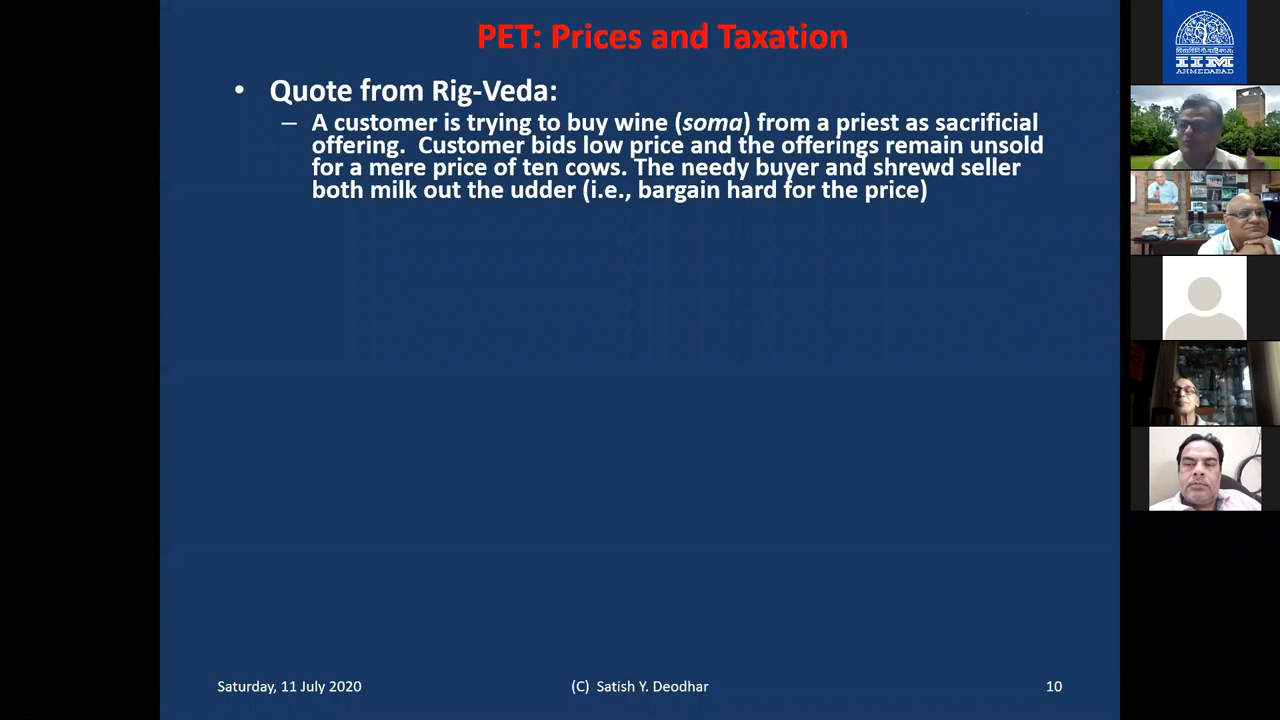 PET: Prices and Taxation
• Quote from Rig-Veda:
– A customer is trying to buy wine (soma) from a priest as sacrificial
offering. Customer bids low price and the offerings remain unsold
for a mere price of ten cows. The needy buyer and shrewd seller
both milk out the udder (i.e., bargain hard for the price)
Saturday, 11 July 2020
(C) Satish Y. Deodhar
10
IIM
AHMEDABAD